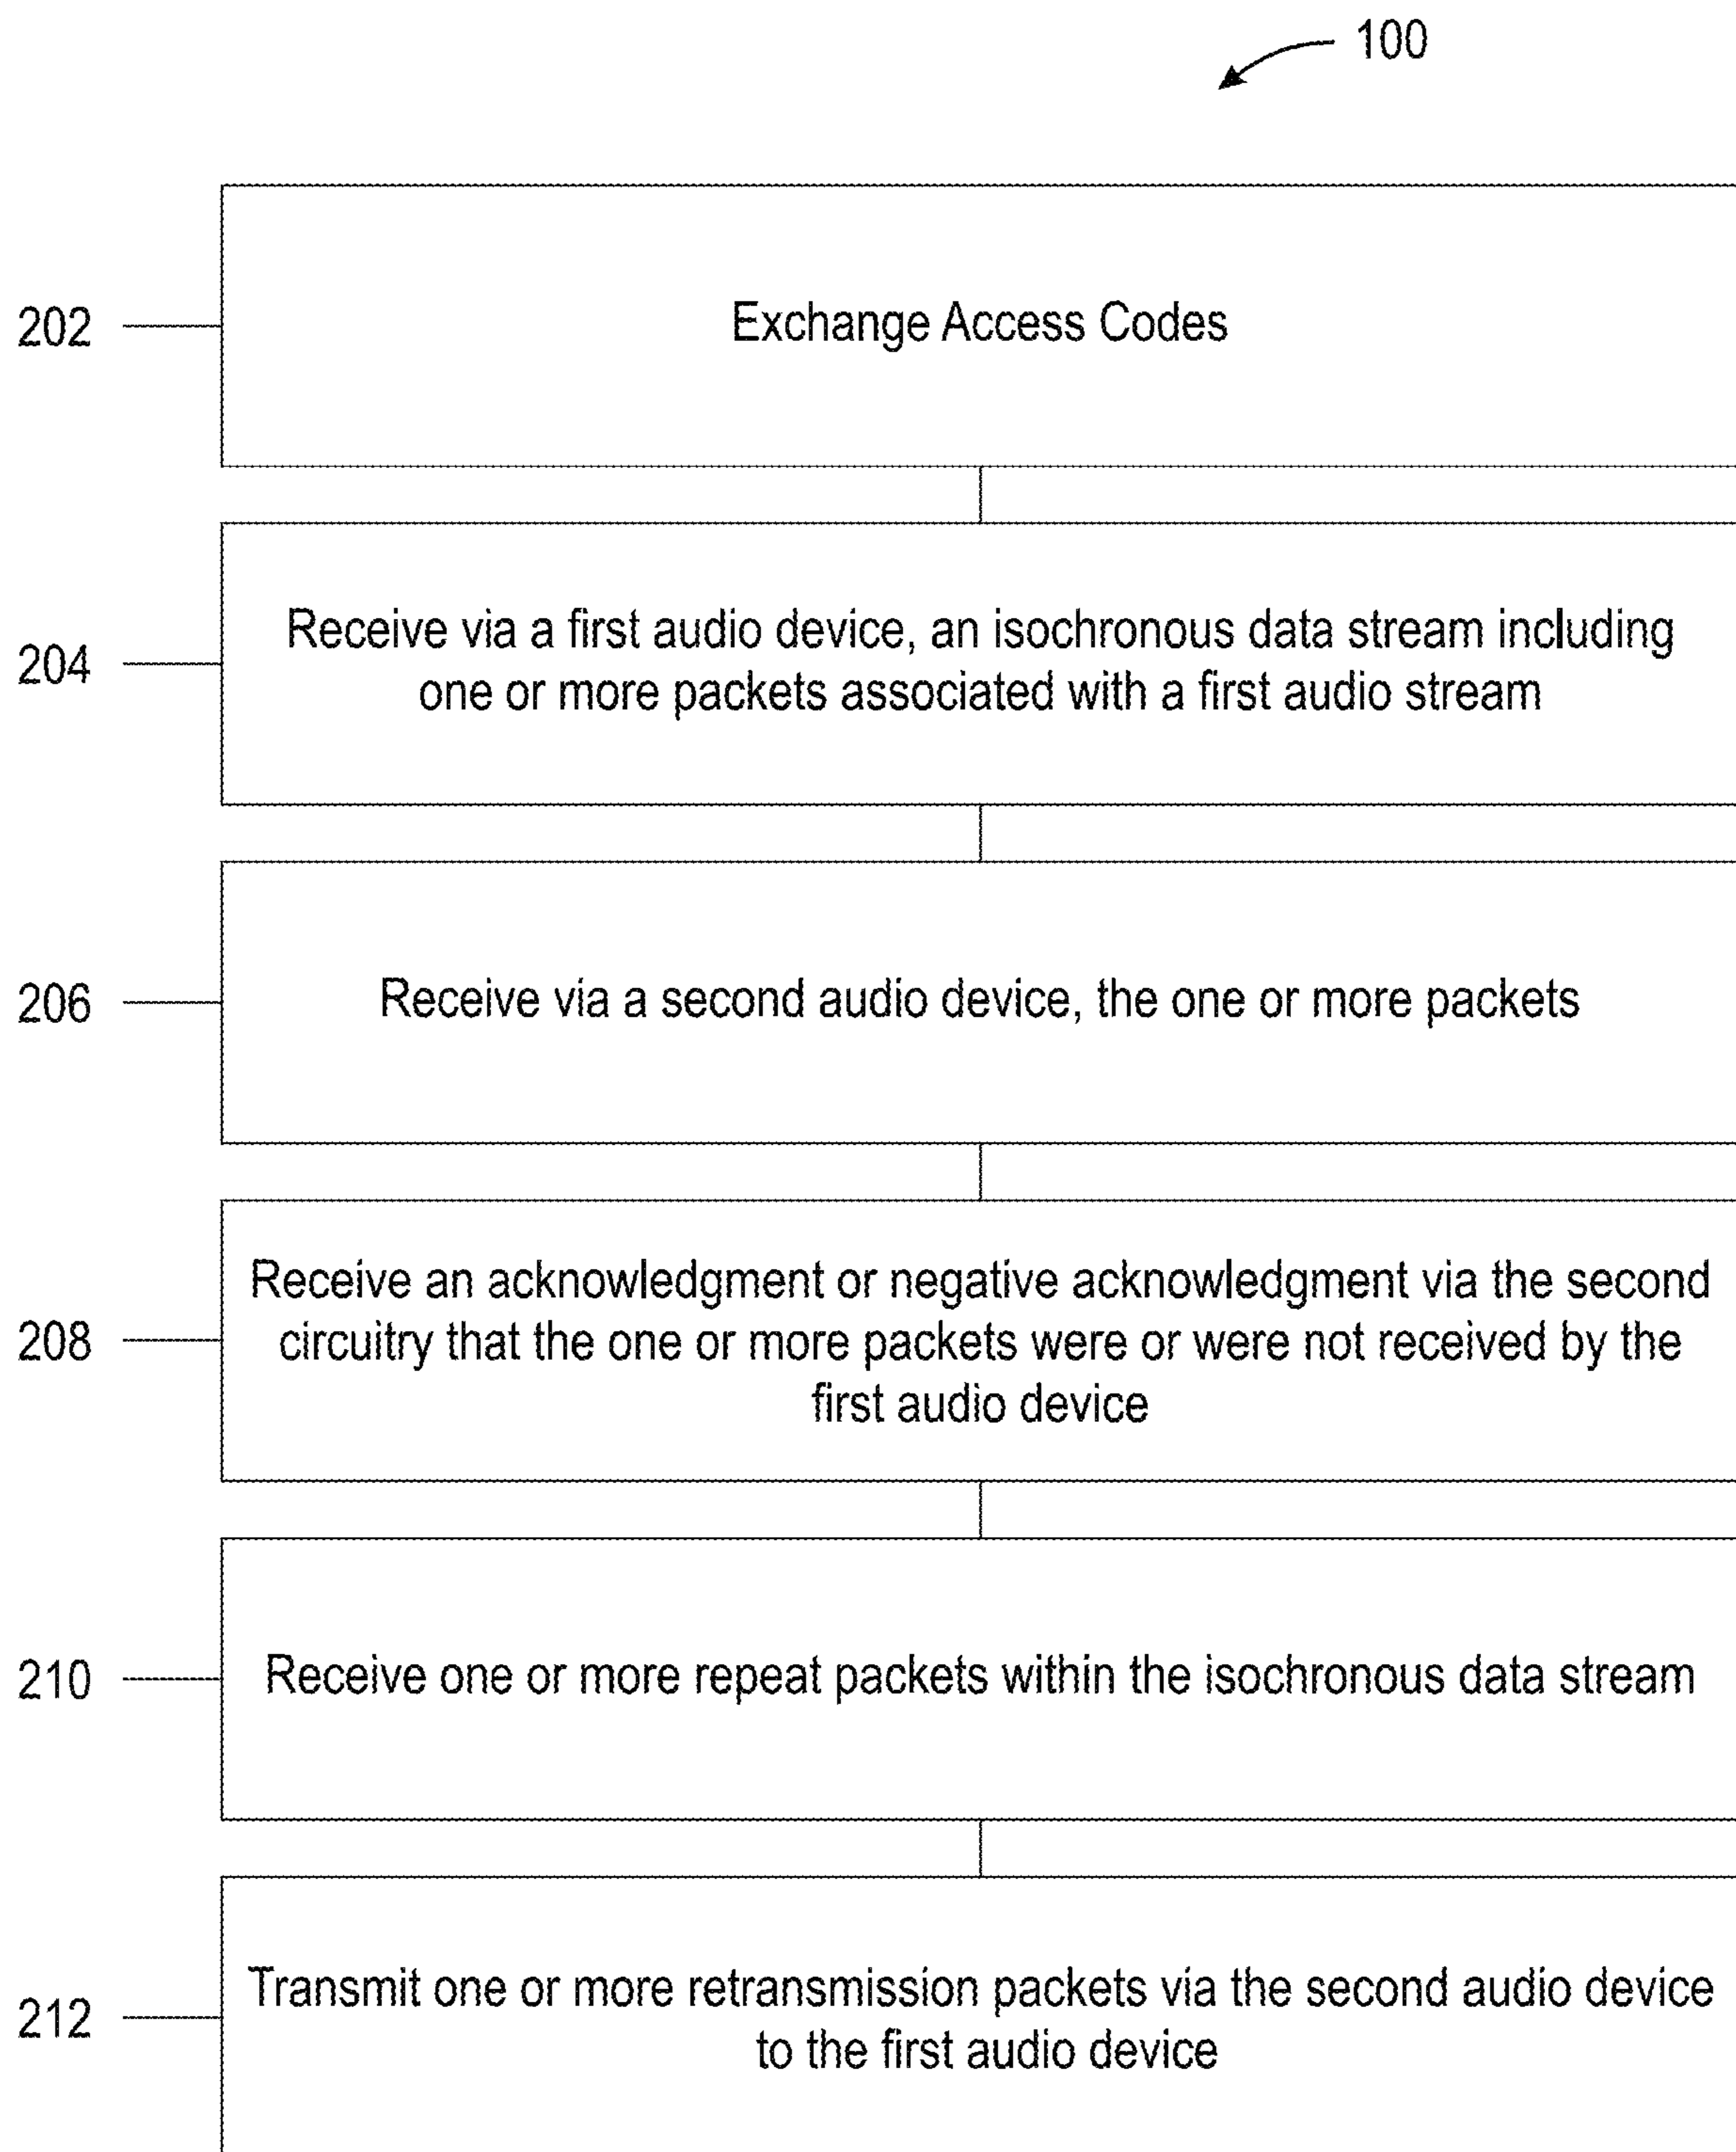 100
202
Exchange Access Codes
204
Receive via a first audio device, an isochronous data stream including
one or more packets associated with a first audio stream
206
Receive via a second audio device, the one or more packets
208
Receive an acknowledgment or negative acknowledgment via the second
circuitry that the one or more packets were or were not received by the
first audio device
210
Receive one or more repeat packets within the isochronous data stream
212
Transmit one or more retransmission packets via the second audio device
to the first audio device